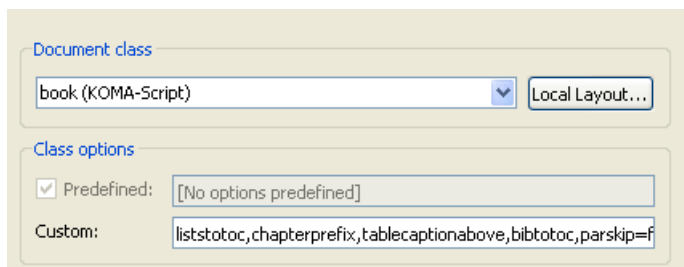 Document class
book (KOMA-Script)
Local Layout...
Class options
Predefined: [No options predefined]
Custom: liststotoc,chapterprefix,tablecaptionabove,bibtotoc,parskip=f